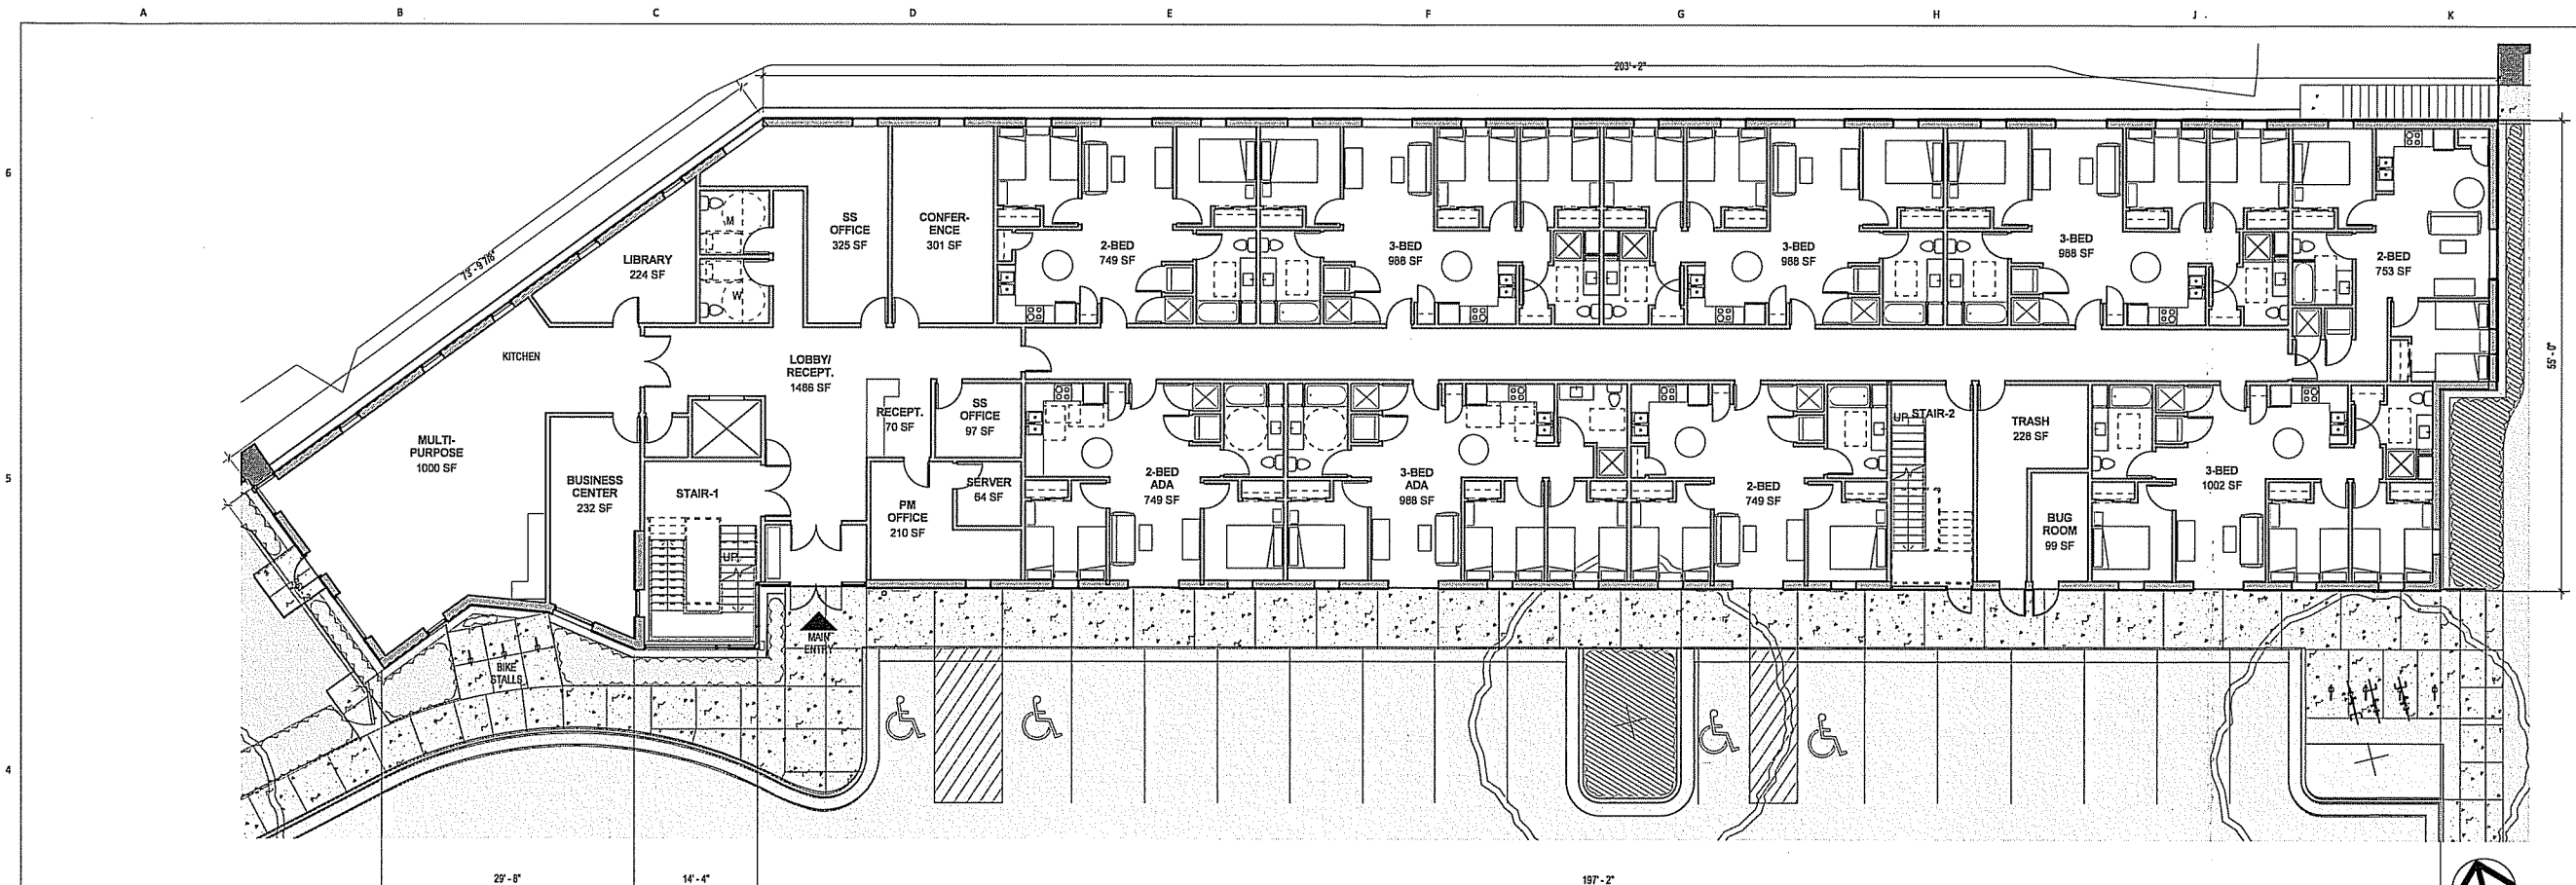 A B C D E F G H J K
203'- 2"
6
M
SS
OFFICE
325 SF
CONFER-
ENCE
301 SF
LIBRARY
224 SF
W
2-BED
749 SF
3-BED
988 SF
3-BED
988 SF
3-BED
988 SF
2-BED
753 SF
KITCHEN
LOBBY/
RECEPT.
1486 SF
55'- 0"
RECEPT.
70 SF
SS
OFFICE
97 SF
UP
STAIR-2
TRASH
228 SF
5
MULTI-
PURPOSE
1000 SF
BUSINESS
CENTER
232 SF
STAIR-1
SERVER
64 SF
2-BED
ADA
749 SF
3-BED
ADA
988 SF
2-BED
749 SF
3-BED
1002 SF
UP
PM
OFFICE
210 SF
BUG
ROOM
99 SF
MAIN
ENTRY
BIKE
STALLS
4
29'- 8" 14'- 4" 197'- 2"